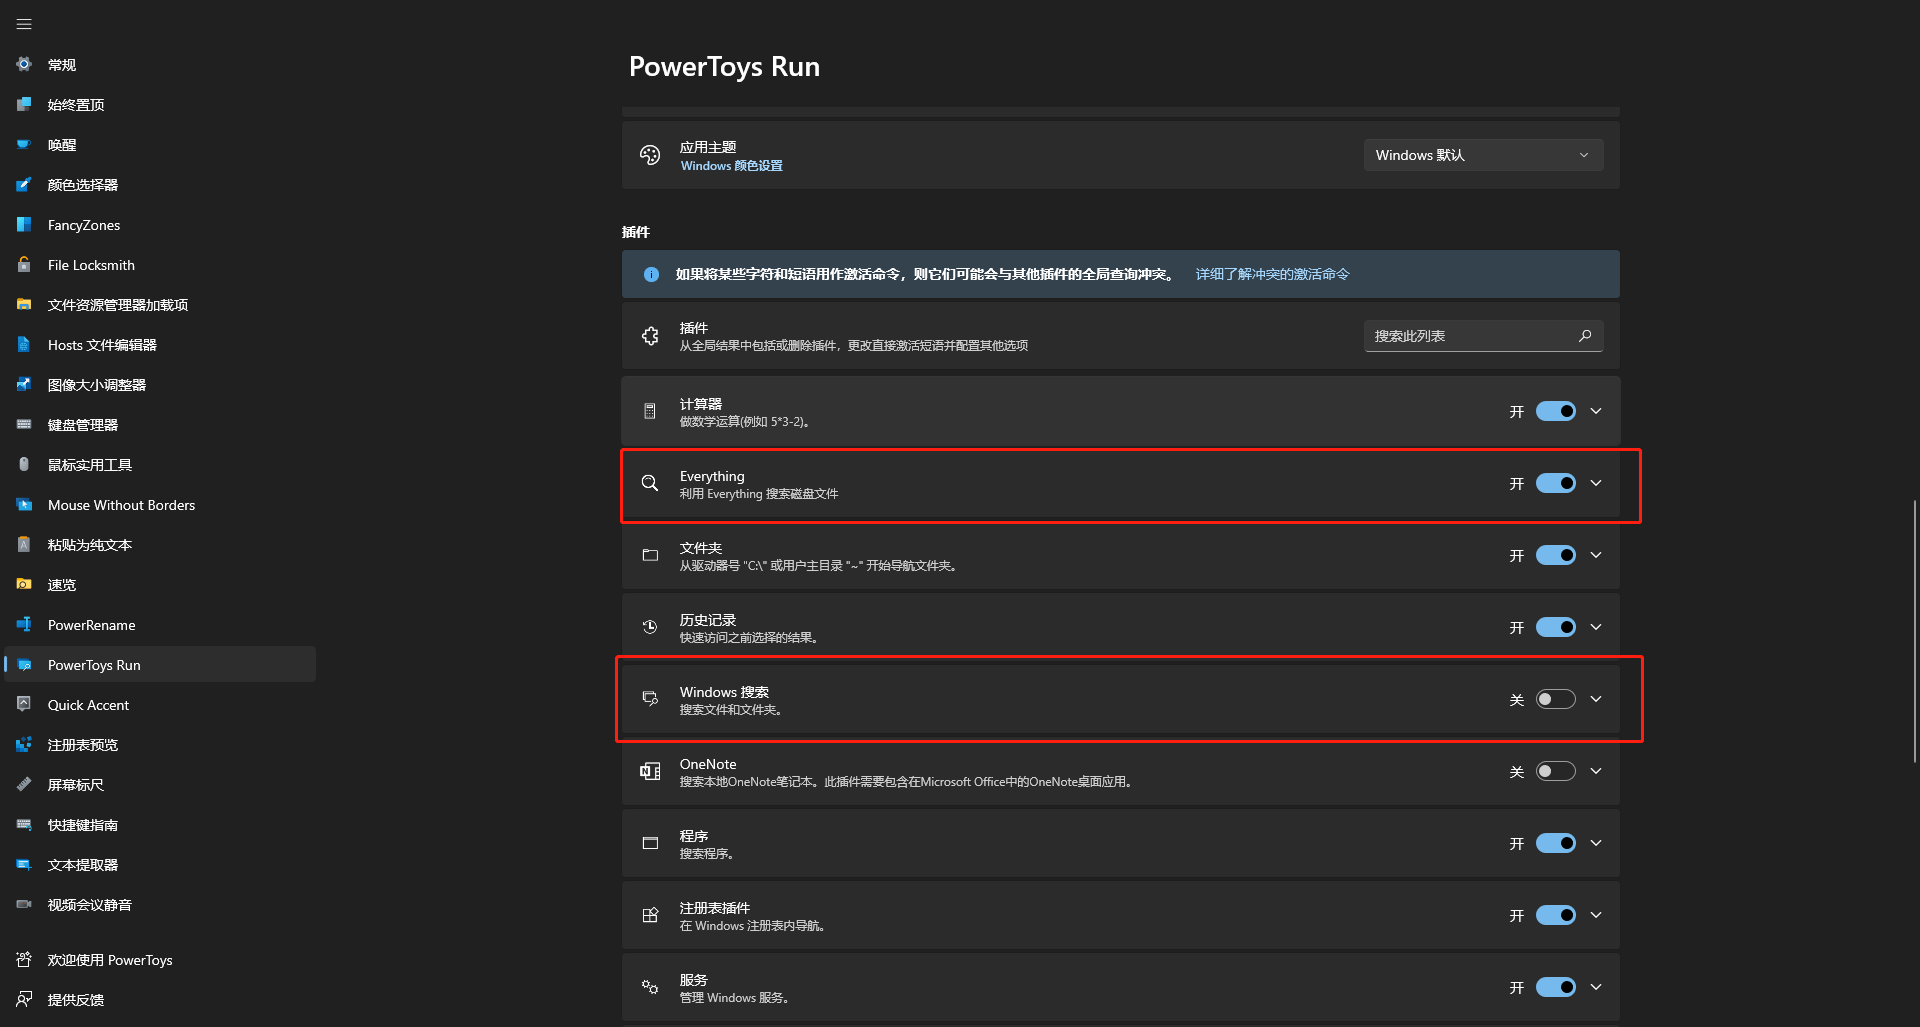 常规
始终置顶
唤醒
颜色选择器
FancyZones
File Locksmith
文件资源管理器加载项
Hosts 文件编辑器
图像大小调整器
键盘管理器
鼠标实用工具
Mouse Without Borders
粘贴为纯文本
速览
PowerRename
PowerToys Run
Quick Accent
注册表预览
屏幕标尺
快捷键指南
文本提取器
视频会议静音
欢迎使用 PowerToys
提供反馈
PowerToys Run
应用主题
Windows 颜色设置
Windows 默认
插件
如果将某些字符和短语用作激活命令，则它们可能会与其他插件的全局查询冲突。 详细了解冲突的激活命令
插件
从全局结果中包括或删除插件，更改直接激活短语并配置其他选项
搜索此列表
计算器
做数学运算(例如 5*3-2)。
开
Everything
利用 Everything 搜索磁盘文件
开
文件夹
从驱动器号 "C:\" 或用户主目录 "~" 开始导航文件夹。
开
历史记录
快速访问之前选择的结果。
开
Windows 搜索
搜索文件和文件夹。
关
OneNote
搜索本地OneNote笔记本。此插件需要包含在Microsoft Office中的OneNote桌面应用。
关
程序
搜索程序。
开
注册表插件
在 Windows 注册表内导航。
开
服务
管理 Windows 服务。
开